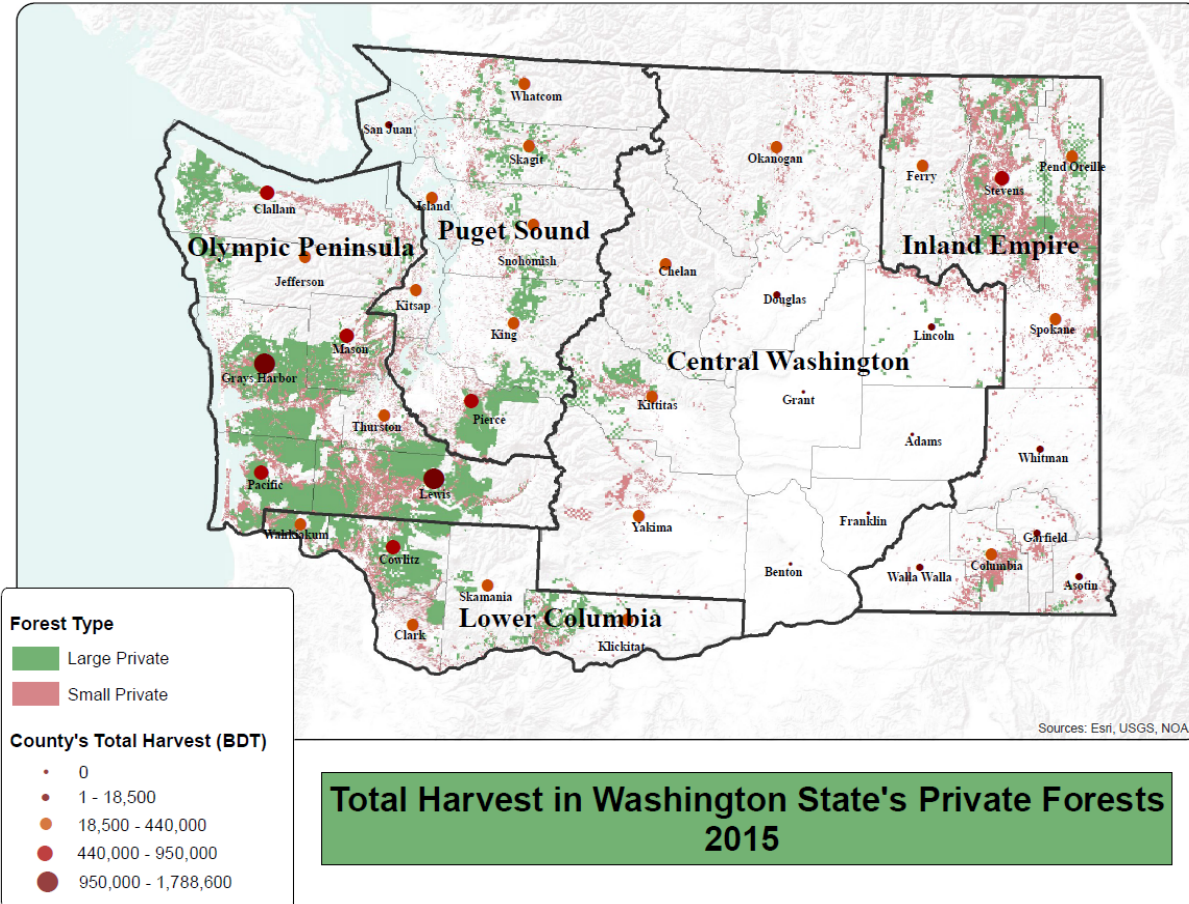 Whatcom
San Juan
Skagit
Okanogan
Ferry
Pend Oreille
Stevens
Clallam
Island
Puget Sound
Olympic Peninsula
Inland Empire
Snohomish
Jefferson
Chelan
Kitsap
Douglas
King
Spokane
Lincoln
Mason
Central Washington
Grays Harbor
Kittitas
Grant
Pierce
Thurston
Adams
Whitman
Pacific
Lewis
Franklin
Yakima
Wahkiakum
Garfield
Cowlitz
Columbia
Benton
Walla Walla
Asotin
Skamania
Lower Columbia
Clark
Klickitat
Sources: Esri, USGS, NOA
Forest Type
Large Private
Small Private
County's Total Harvest (BDT)
0
1 - 18,500
18,500 - 440,000
440,000 - 950,000
950,000 - 1,788,600
Total Harvest in Washington State's Private Forests
2015